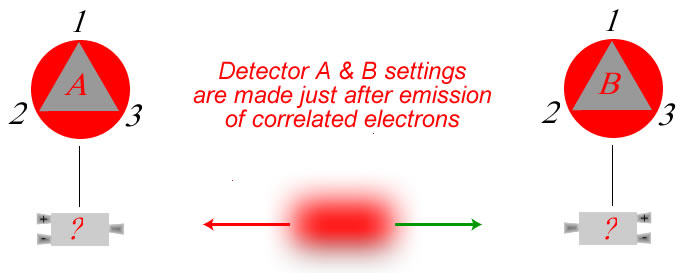 1
1
Detector A & B settings
are made just after emission
of correlated electrons
A
B
2 3
2 3
+ ? -
? + -